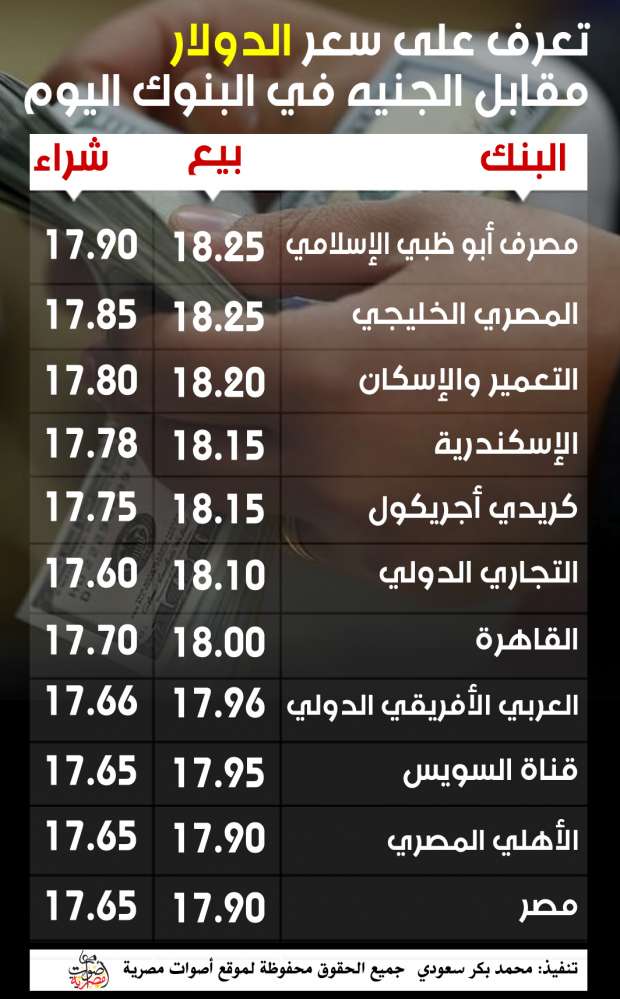 تعرف على سعر الدولار
مقابل الجنيه في البنوك اليوم
البنك بيع شراء
مصرف أبو ظبي الإسلامي 18.25 17.90
المصري الخليجي 18.25 17.85
التعمير والإسكان 18.20 17.80
الإسكندرية 18.15 17.78
كريدي أجريكول 18.15 17.75
التجاري الدولي 18.10 17.60
القاهرة 18.00 17.70
العربي الأفريقي الدولي 17.96 17.66
قناة السويس 17.95 17.65
الأهلي المصري 17.90 17.65
مصر 17.90 17.65
تنفيذ: محمد بكر سعودي جميع الحقوق محفوظة لموقع أصوات مصرية
أصوات مصرية